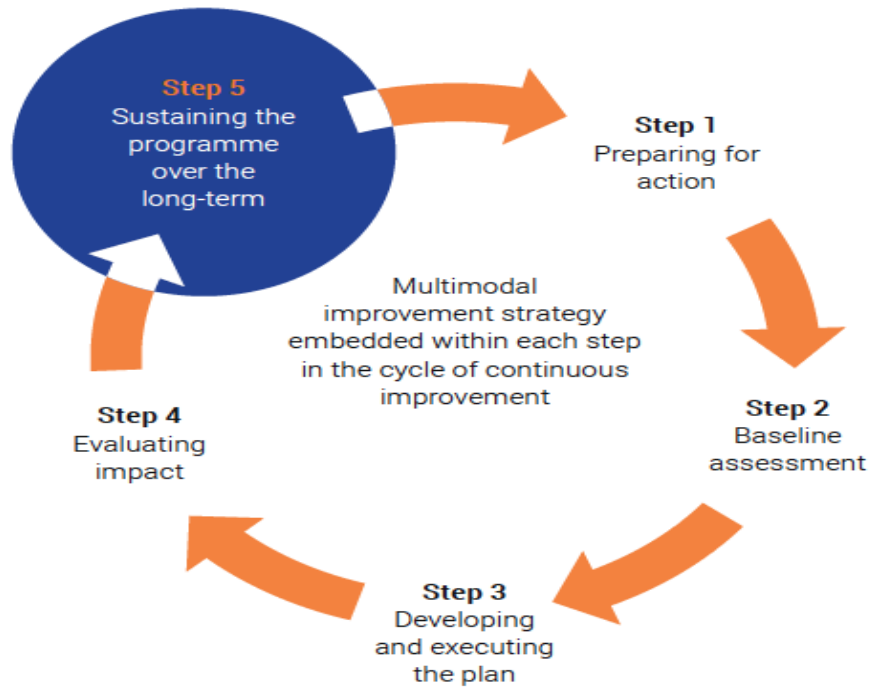 Step 5
Sustaining the
programme
over the
long-term
Step 1
Preparing for
action
Multimodal
improvement strategy
embedded within each step
in the cycle of continuous
improvement
Step 2
Baseline
assessment
Step 3
Developing
and executing
the plan
Step 4
Evaluating
impact